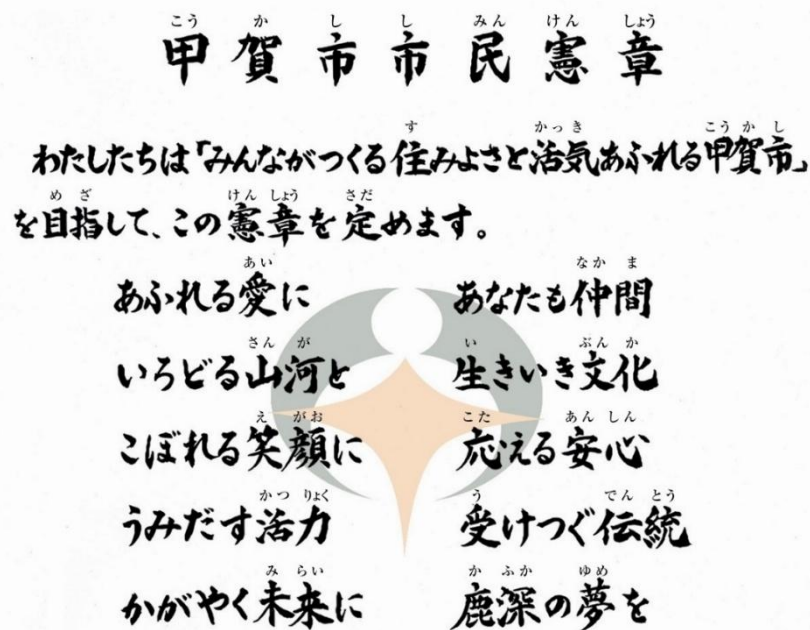 甲賀市市民憲章
わたしたちは「みんながつくる住みよさと活気あふれる甲賀市」
を目指して、この憲章を定めます。
あふれる愛に　あなたも仲間
いろどる山河と　生きいき文化
こぼれる笑顔に　応える安心
うみだす活力　受けつぐ伝統
かがやく未来に　鹿深の夢を